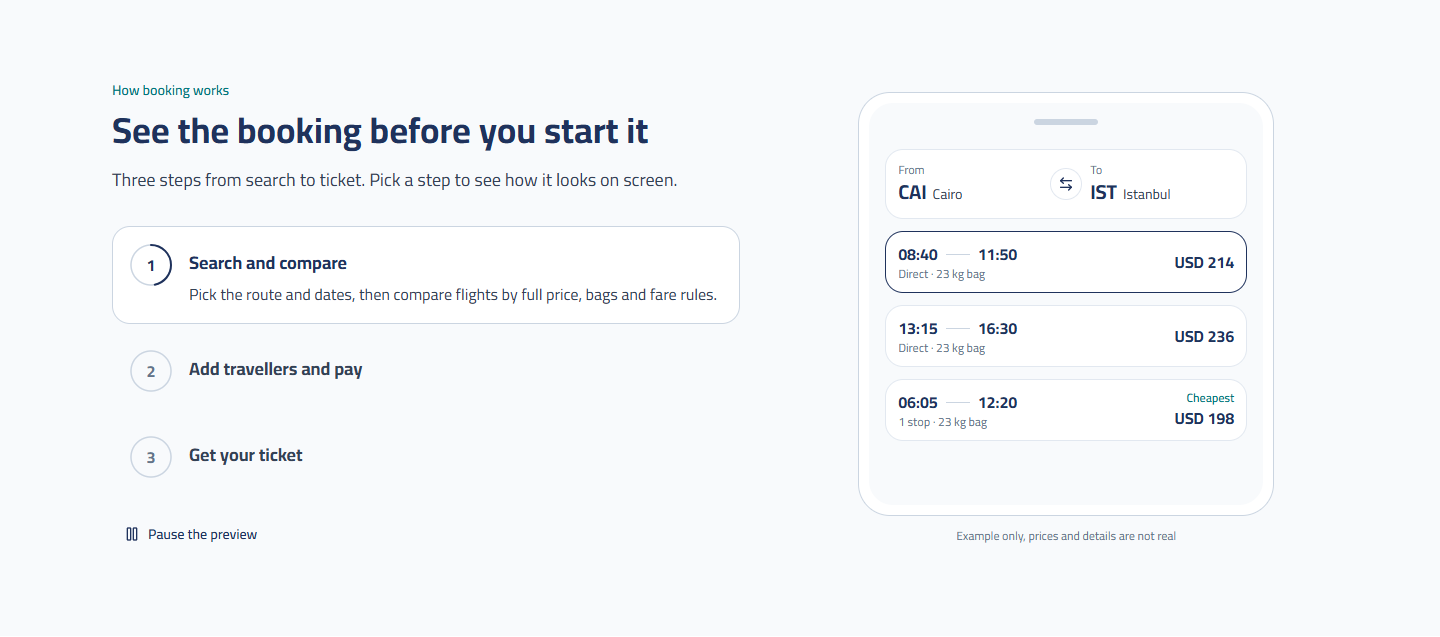 How booking works
See the booking before you start it
Three steps from search to ticket. Pick a step to see how it looks on screen.
1
Search and compare
Pick the route and dates, then compare flights by full price, bags and fare rules.
2
Add travellers and pay
3
Get your ticket
Pause the preview
From
CAI Cairo
To
IST Istanbul
08:40 11:50
Direct · 23 kg bag
USD 214
13:15 16:30
Direct · 23 kg bag
USD 236
06:05 12:20
1 stop · 23 kg bag
Cheapest
USD 198
Example only, prices and details are not real